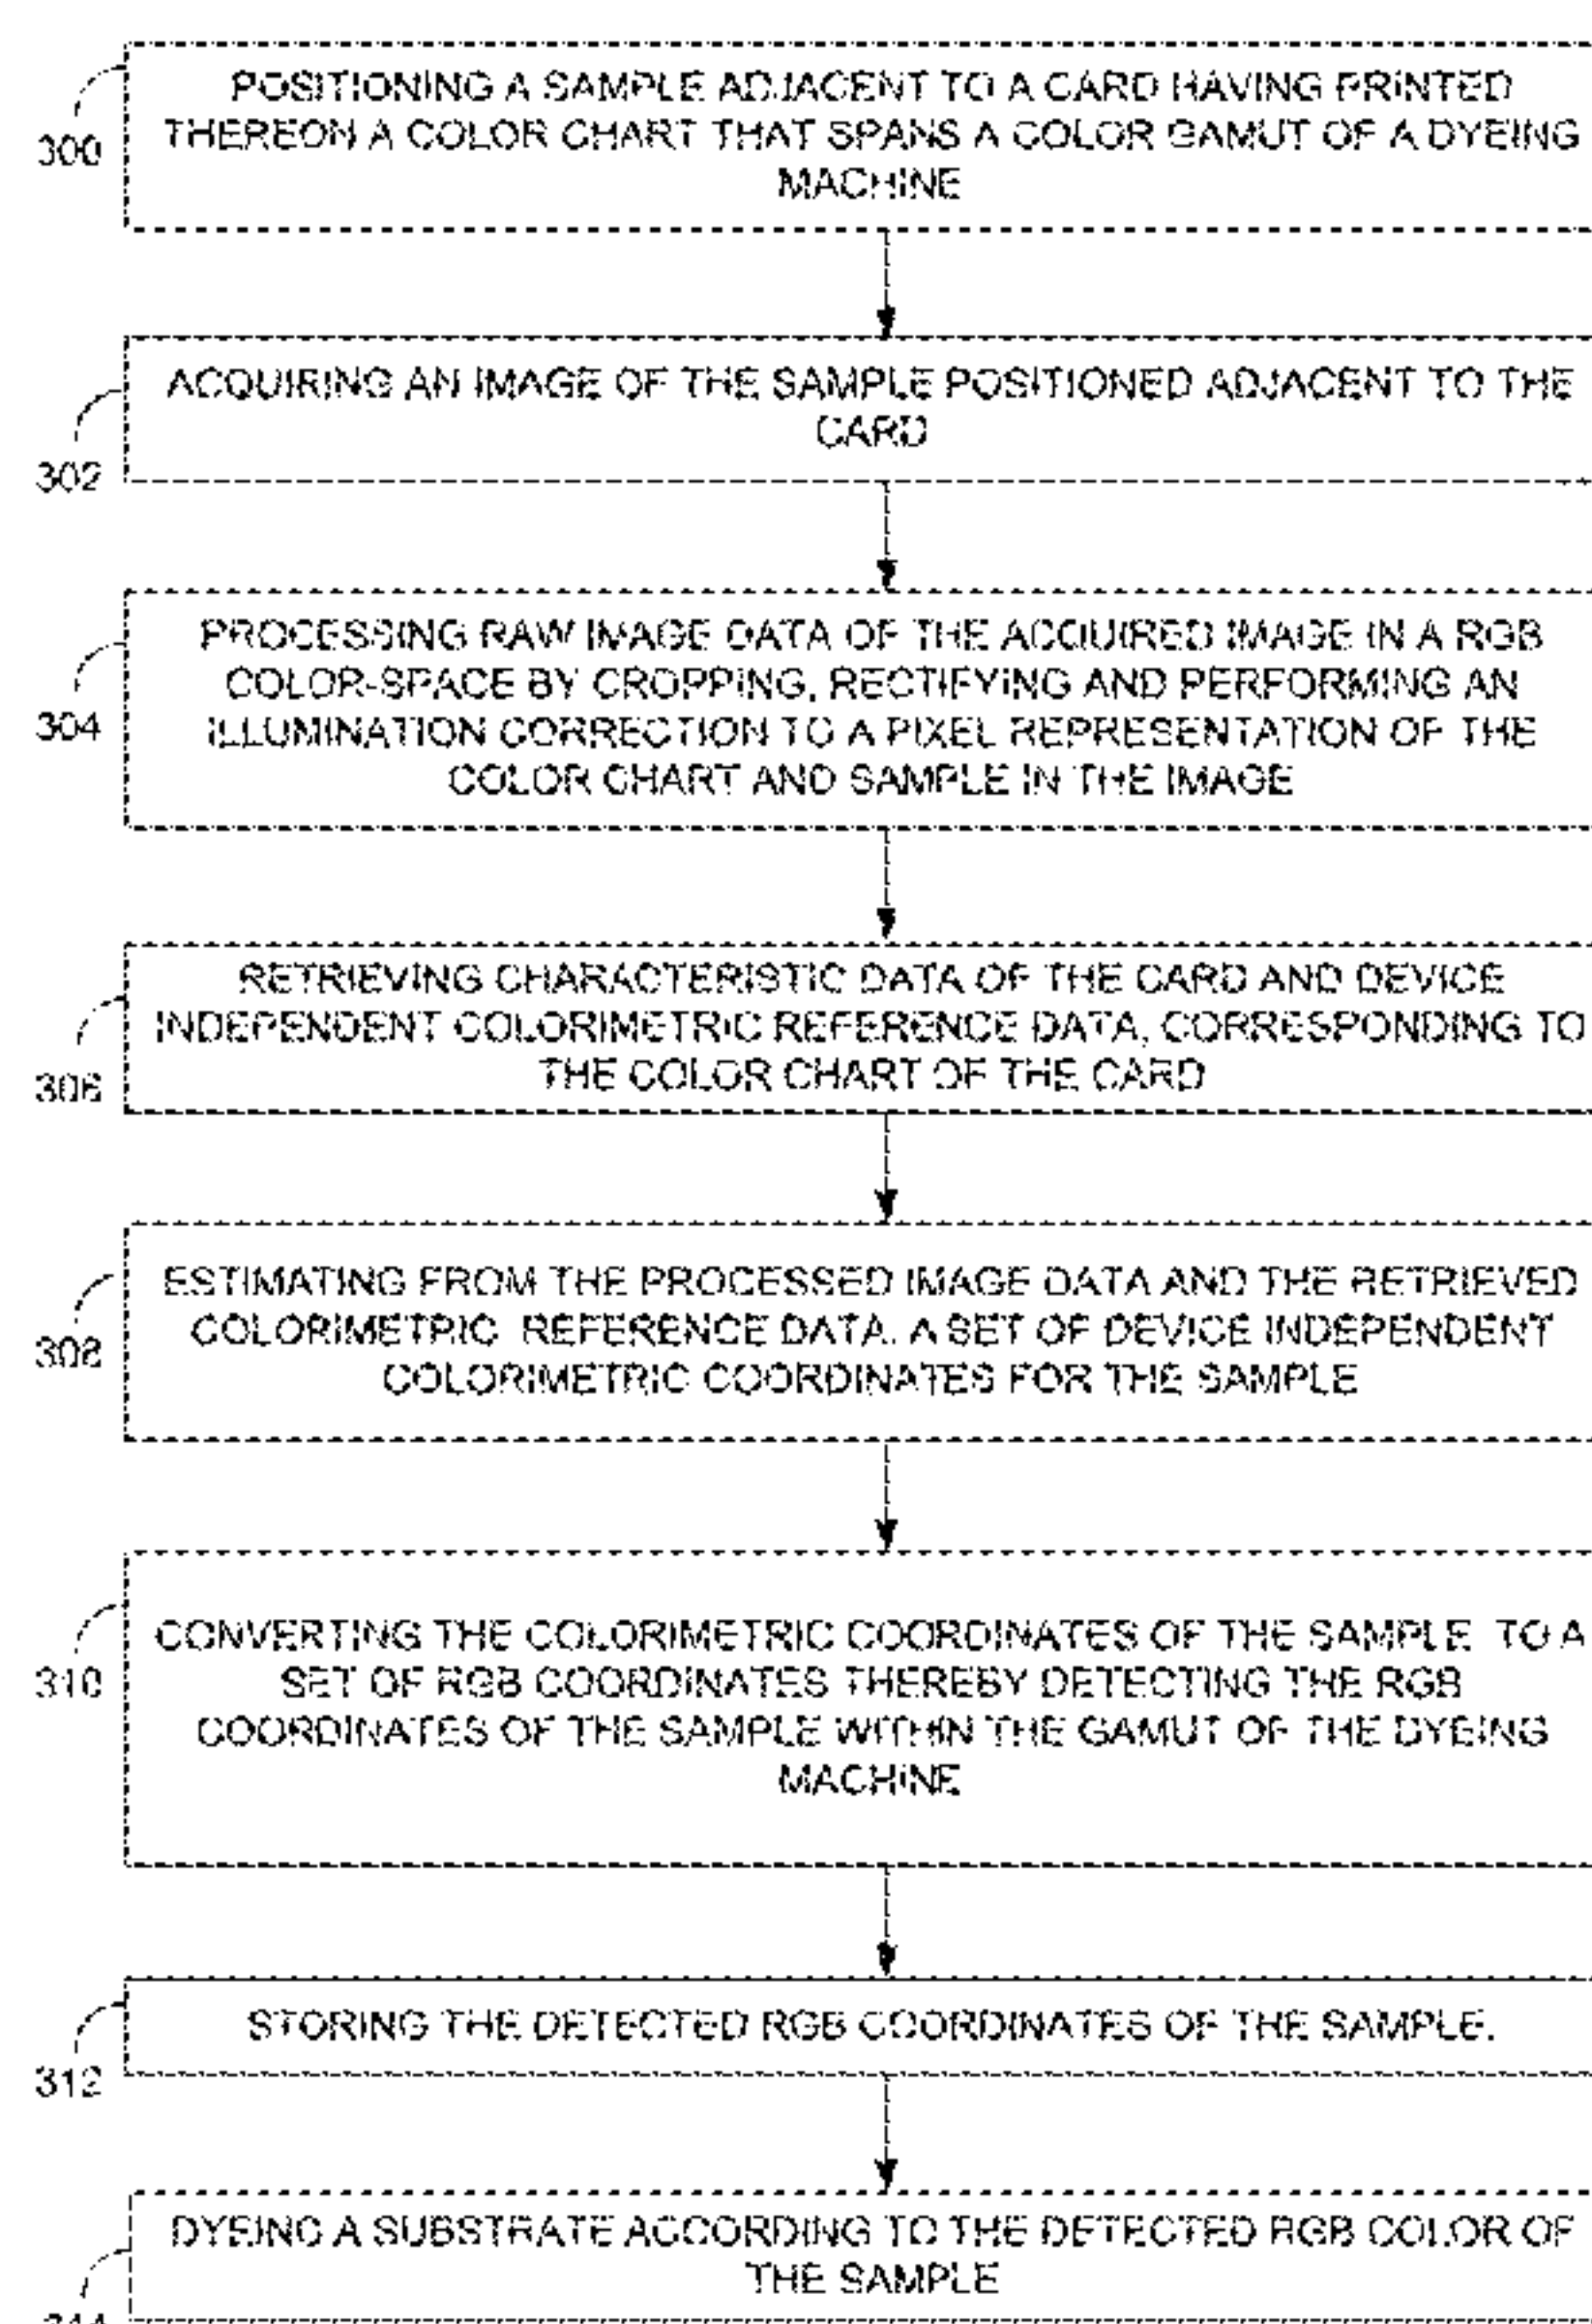 POSITIONING A SAMPLE ADJACENT TO A CARD HAVING PRINTED
THEREON A COLOR CHART THAT SPANS A COLOR GAMUT OF A DYEING
MACHINE
300
ACQUIRING AN IMAGE OF THE SAMPLE POSITIONED ADJACENT TO THE
CARD
302
PROCESSING RAW IMAGE DATA OF THE ACQUIRED IMAGE IN A RGB
COLOR-SPACE BY CROPPING, RECTIFYING AND PERFORMING AN
ILLUMINATION CORRECTION TO A PIXEL REPRESENTATION OF THE
COLOR CHART AND SAMPLE IN THE IMAGE
304
RETRIEVING CHARACTERISTIC DATA OF THE CARD AND DEVICE
INDEPENDENT COLORIMETRIC REFERENCE DATA, CORRESPONDING TO
THE COLOR CHART OF THE CARD
306
ESTIMATING FROM THE PROCESSED IMAGE DATA AND THE RETRIEVED
COLORIMETRIC REFERENCE DATA, A SET OF DEVICE INDEPENDENT
COLORIMETRIC COORDINATES FOR THE SAMPLE
308
CONVERTING THE COLORIMETRIC COORDINATES OF THE SAMPLE TO A
SET OF RGB COORDINATES THEREBY DETECTING THE RGB
COORDINATES OF THE SAMPLE WITHIN THE GAMUT OF THE DYEING
MACHINE
310
STORING THE DETECTED RGB COORDINATES OF THE SAMPLE.
312
DYEING A SUBSTRATE ACCORDING TO THE DETECTED RGB COLOR OF
THE SAMPLE